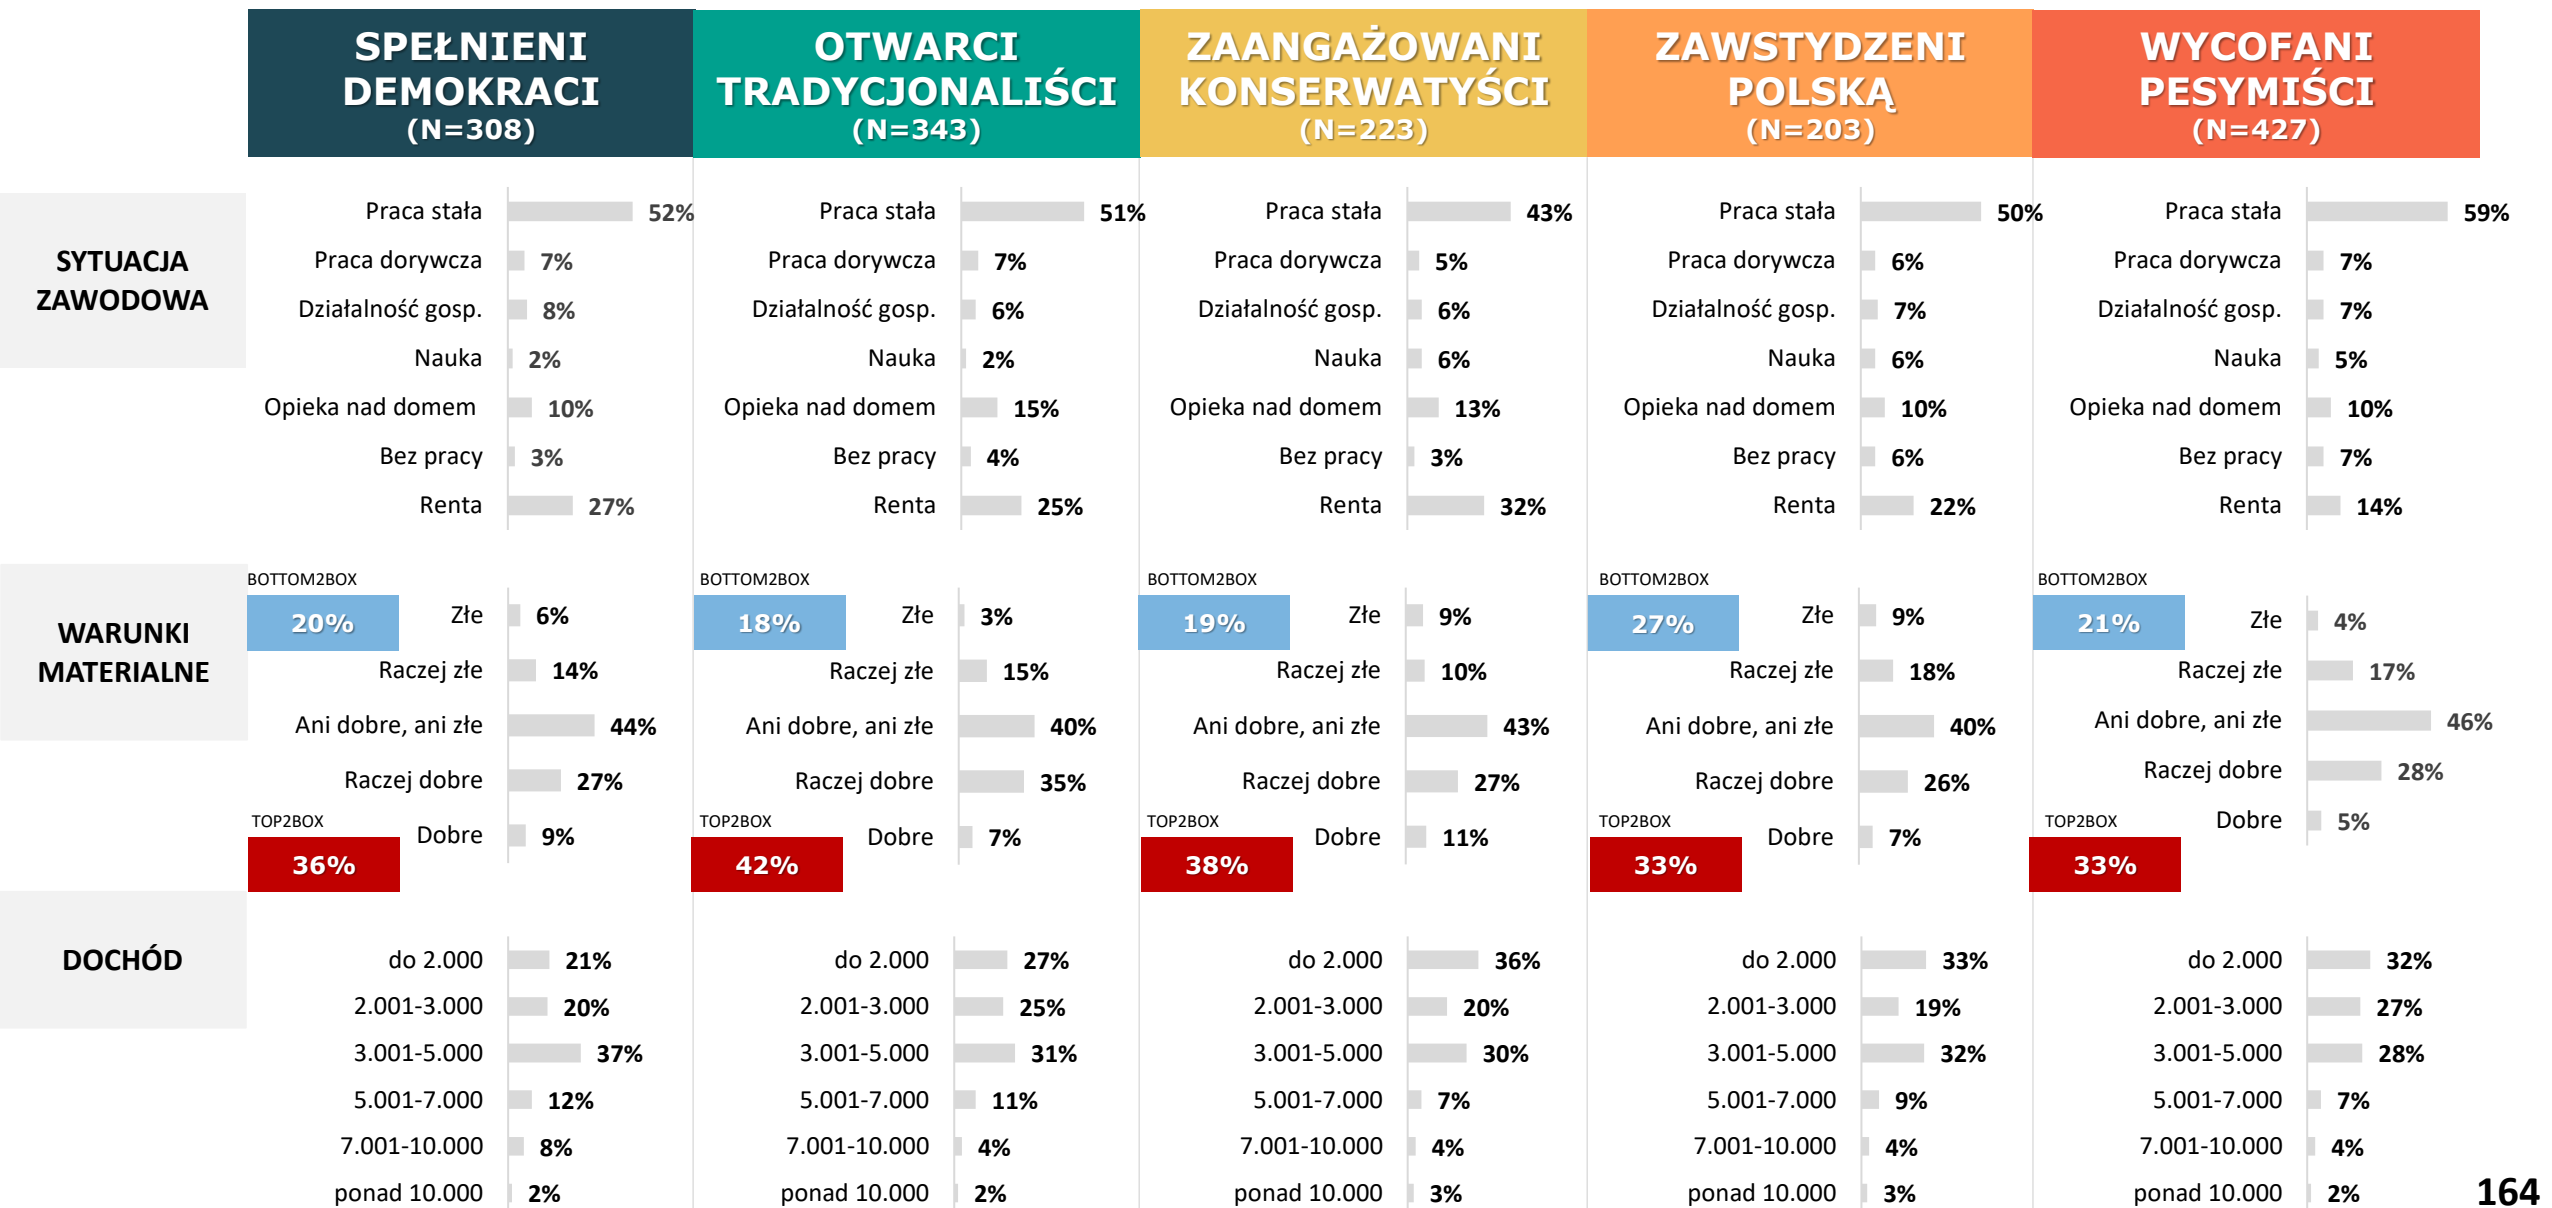 SPEŁNIENI
DEMOKRACI
(N=308)
OTWARCI
TRADYCJONALIŚCI
(N=343)
ZAANGAŻOWANI
KONSERWATYŚCI
(N=223)
ZAWSTYDZENI
POLSKĄ
(N=203)
WYCOFANI
PESYMIŚCI
(N=427)
SYTUACJA
ZAWODOWA
Praca stała 52%
Praca dorywcza 7%
Działalność gosp. 8%
Nauka 2%
Opieka nad domem 10%
Bez pracy 3%
Renta 27%
Praca stała 51%
Praca dorywcza 7%
Działalność gosp. 6%
Nauka 2%
Opieka nad domem 15%
Bez pracy 4%
Renta 25%
Praca stała 43%
Praca dorywcza 5%
Działalność gosp. 6%
Nauka 6%
Opieka nad domem 13%
Bez pracy 3%
Renta 32%
Praca stała 50%
Praca dorywcza 6%
Działalność gosp. 7%
Nauka 6%
Opieka nad domem 10%
Bez pracy 6%
Renta 22%
Praca stała 59%
Praca dorywcza 7%
Działalność gosp. 7%
Nauka 5%
Opieka nad domem 10%
Bez pracy 7%
Renta 14%
WARUNKI
MATERIALNE
BOTTOM2BOX
20%
Złe 6%
Raczej złe 14%
Ani dobre, ani złe 44%
Raczej dobre 27%
TOP2BOX
Dobre 9%
36%
BOTTOM2BOX
18%
Złe 3%
Raczej złe 15%
Ani dobre, ani złe 40%
Raczej dobre 35%
TOP2BOX
Dobre 7%
42%
BOTTOM2BOX
19%
Złe 9%
Raczej złe 10%
Ani dobre, ani złe 43%
Raczej dobre 27%
TOP2BOX
Dobre 11%
38%
BOTTOM2BOX
27%
Złe 9%
Raczej złe 18%
Ani dobre, ani złe 40%
Raczej dobre 26%
TOP2BOX
Dobre 7%
33%
BOTTOM2BOX
21%
Złe 4%
Raczej złe 17%
Ani dobre, ani złe 46%
Raczej dobre 28%
TOP2BOX
Dobre 5%
33%
DOCHÓD
do 2.000 21%
2.001-3.000 20%
3.001-5.000 37%
5.001-7.000 12%
7.001-10.000 8%
ponad 10.000 2%
do 2.000 27%
2.001-3.000 25%
3.001-5.000 31%
5.001-7.000 11%
7.001-10.000 4%
ponad 10.000 2%
do 2.000 36%
2.001-3.000 20%
3.001-5.000 30%
5.001-7.000 7%
7.001-10.000 4%
ponad 10.000 3%
do 2.000 33%
2.001-3.000 19%
3.001-5.000 32%
5.001-7.000 9%
7.001-10.000 4%
ponad 10.000 3%
do 2.000 32%
2.001-3.000 27%
3.001-5.000 28%
5.001-7.000 7%
7.001-10.000 4%
ponad 10.000 2%
164